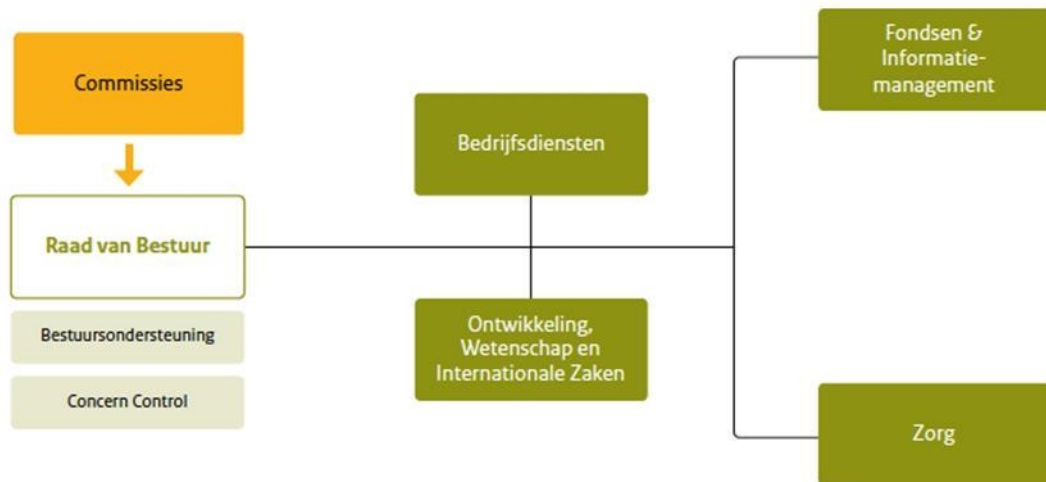 Commissies
Raad van Bestuur
Bestuursondersteuning
Concern Control
Bedrijfsdiensten
Ontwikkeling,
Wetenschap en
Internationale Zaken
Fondsen &
Informatie-
management
Zorg